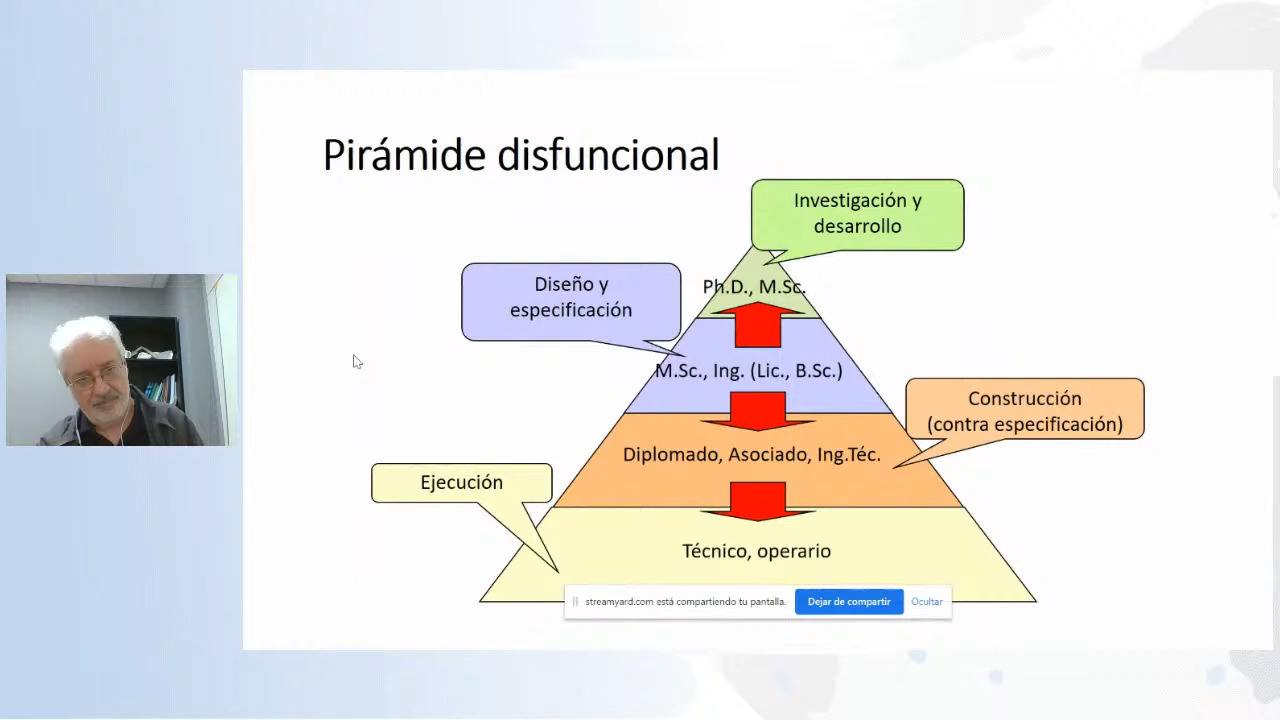 Pirámide disfuncional
Investigación y
desarrollo
Ph.D., M.Sc.
Diseño y
especificación
M.Sc., Ing. (Lic., B.Sc.)
Construcción
(contra especificación)
Diplomado, Asociado, Ing.Téc.
Ejecución
Técnico, operario
streamyard.com está compartiendo tu pantalla.
Dejar de compartir
Ocultar